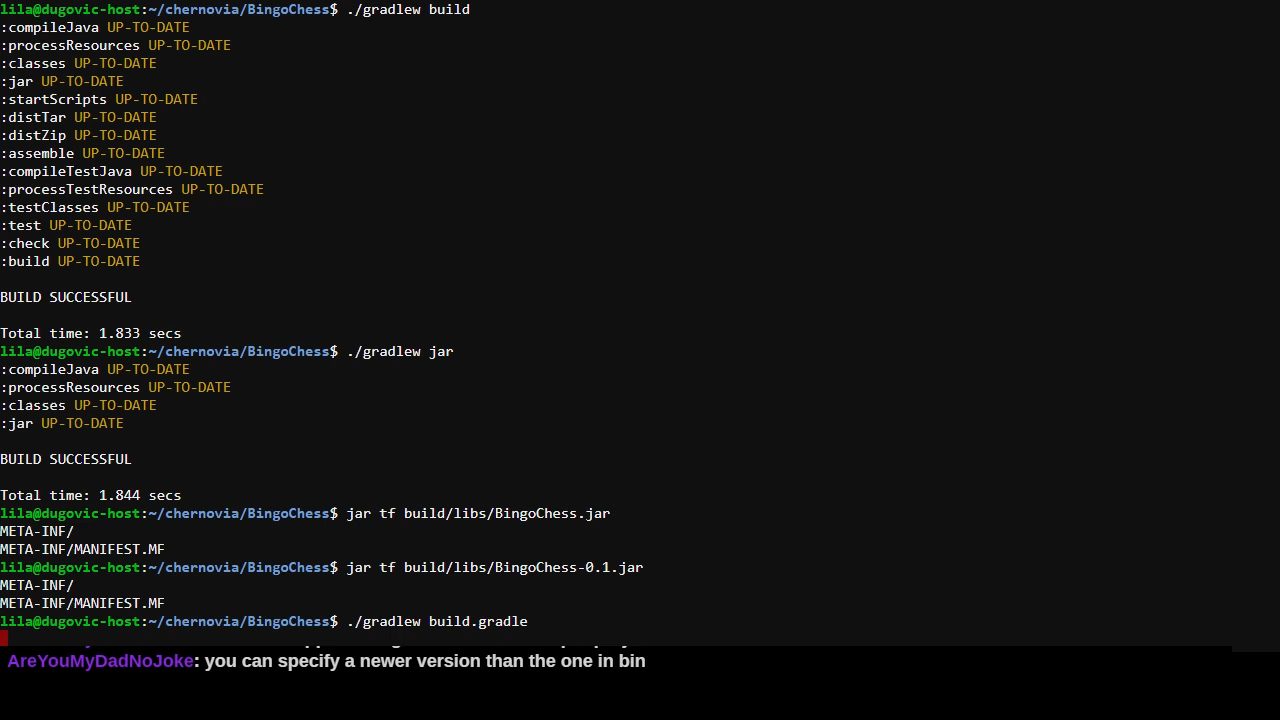 lila@dugovic-host:~/chernovia/BingoChess$ ./gradlew build
:compileJava UP-TO-DATE
:processResources UP-TO-DATE
:classes UP-TO-DATE
:jar UP-TO-DATE
:startScripts UP-TO-DATE
:distTar UP-TO-DATE
:distZip UP-TO-DATE
:assemble UP-TO-DATE
:compileTestJava UP-TO-DATE
:processTestResources UP-TO-DATE
:testClasses UP-TO-DATE
:test UP-TO-DATE
:check UP-TO-DATE
:build UP-TO-DATE
BUILD SUCCESSFUL
Total time: 1.833 secs
lila@dugovic-host:~/chernovia/BingoChess$ ./gradlew jar
:compileJava UP-TO-DATE
:processResources UP-TO-DATE
:classes UP-TO-DATE
:jar UP-TO-DATE
BUILD SUCCESSFUL
Total time: 1.844 secs
lila@dugovic-host:~/chernovia/BingoChess$ jar tf build/libs/BingoChess.jar
META-INF/
META-INF/MANIFEST.MF
lila@dugovic-host:~/chernovia/BingoChess$ jar tf build/libs/BingoChess-0.1.jar
META-INF/
META-INF/MANIFEST.MF
lila@dugovic-host:~/chernovia/BingoChess$ ./gradlew build.gradle
AreYouMyDadNoJoke: you can specify a newer version than the one in bin